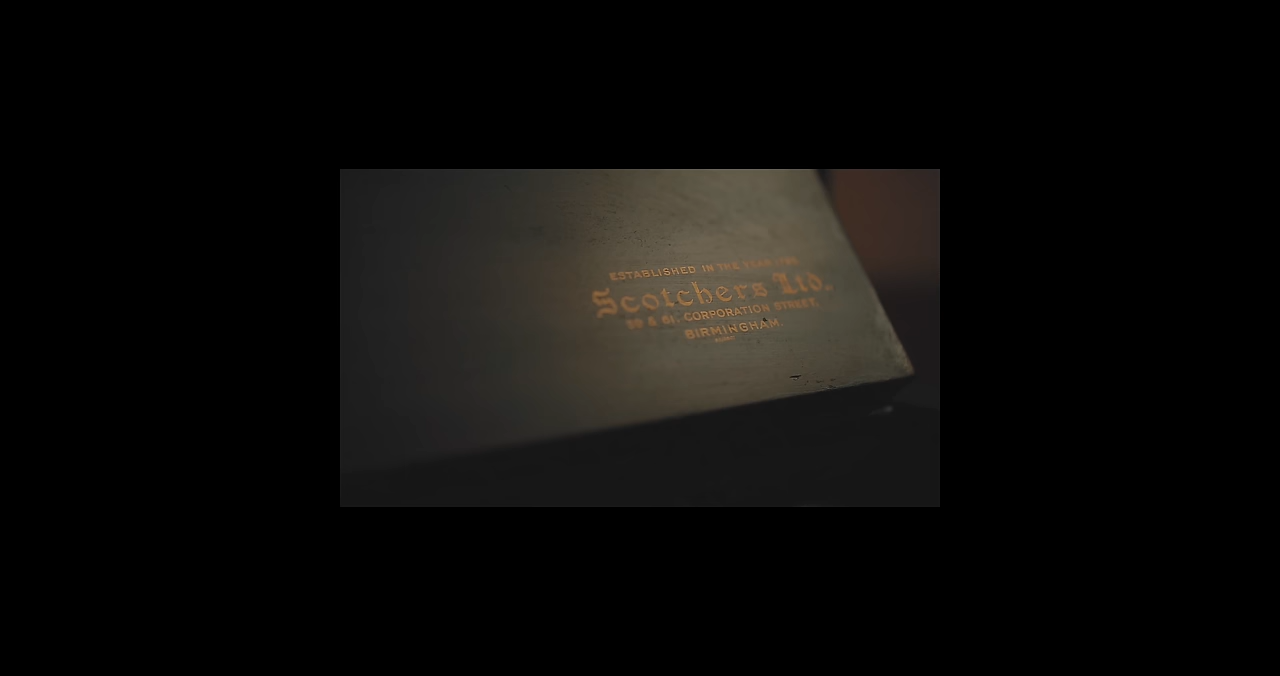 ESTABLISHED IN THE YEAR
Scotchers Ltd.
CORPORATION STREET,
BIRMINGHAM.